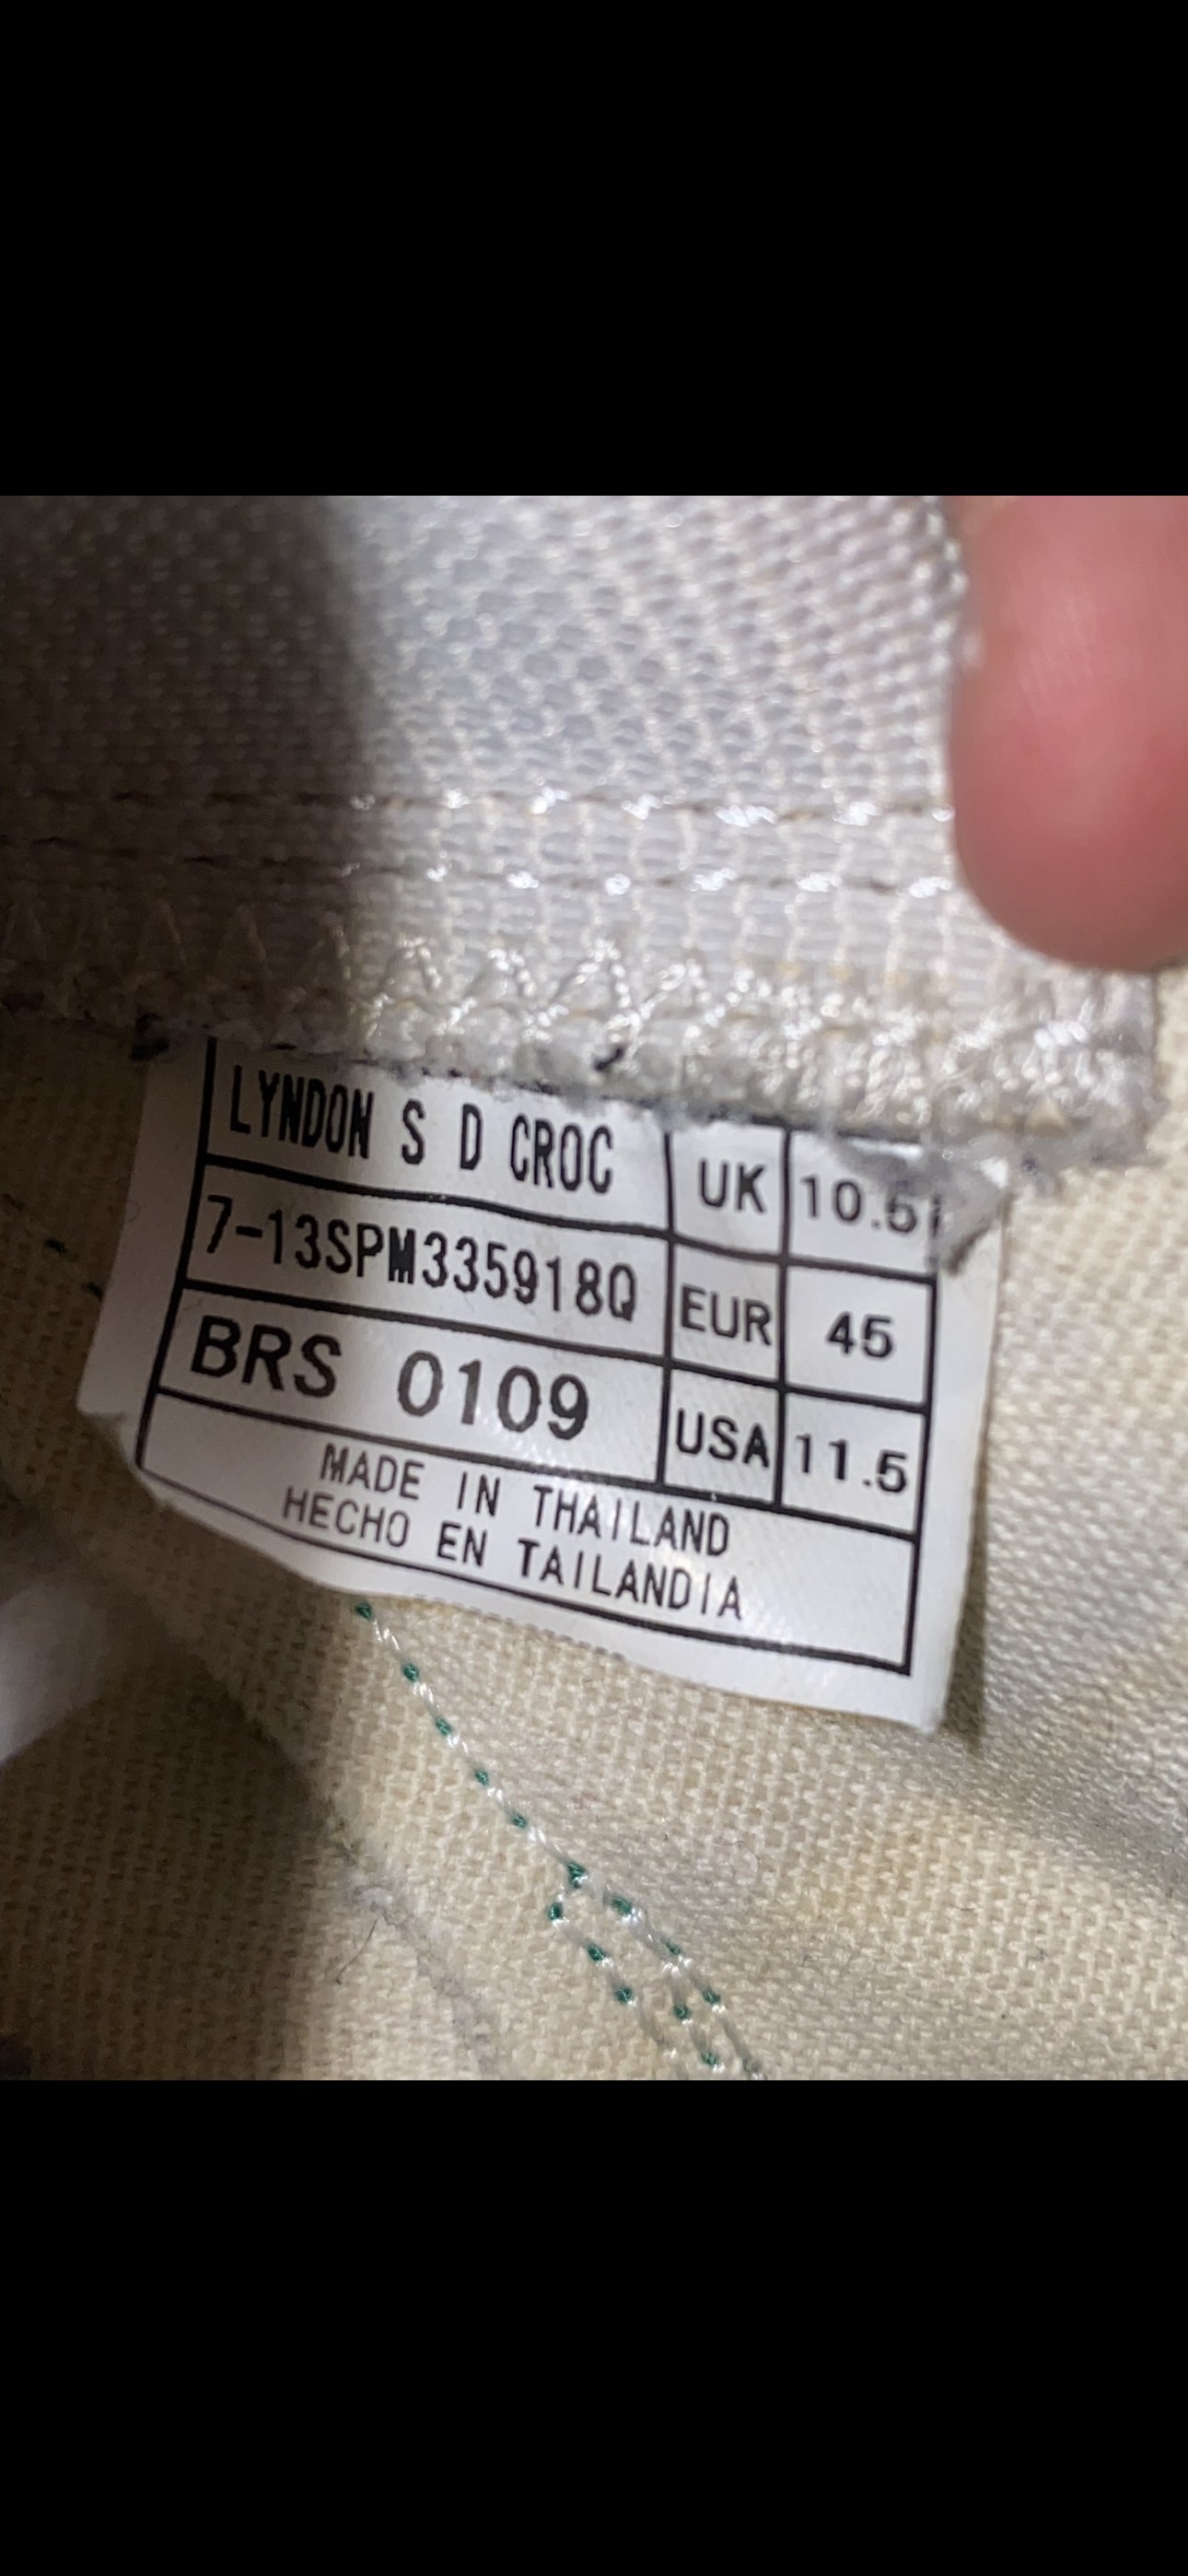 LYNDON S D CROC UK 10.5
7-13SPM335918Q EUR 45
BRS 0109 USA 11.5
MADE IN THAILAND
HECHO EN TAILANDIA